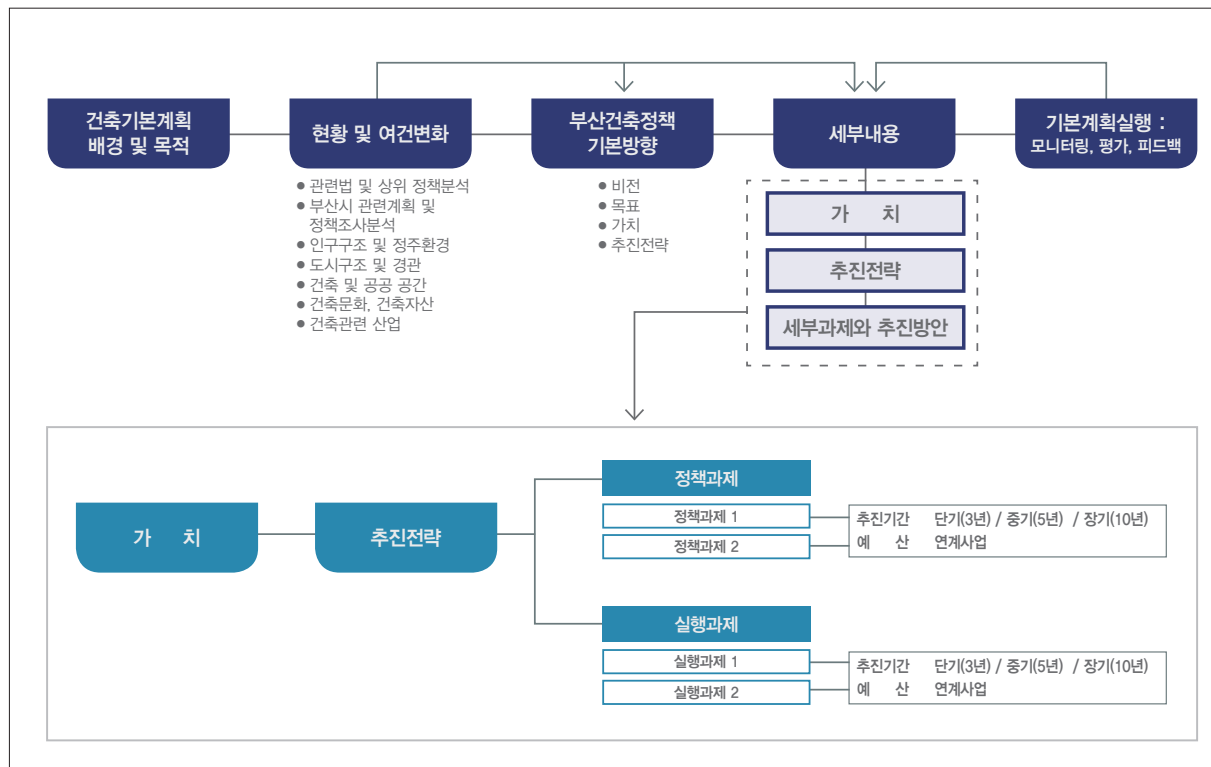 건축기본계획
배경 및 목적
현황 및 여건변화
● 관련법 및 상위 정책분석
● 부산시 관련계획 및
정책조사분석
● 인구구조 및 정주환경
● 도시구조 및 경관
● 건축 및 공공 공간
● 건축문화, 건축자산
● 건축관련 산업
부산건축정책
기본방향
● 비전
● 목표
● 가치
● 추진전략
세부내용
가 치
추진전략
세부과제와 추진방안
기본계획실행 :
모니터링, 평가, 피드백
가 치
추진전략
정책과제
정책과제 1
정책과제 2
추진기간 단기(3년) / 중기(5년) / 장기(10년)
예 산 연계사업
실행과제
실행과제 1
실행과제 2
추진기간 단기(3년) / 중기(5년) / 장기(10년)
예 산 연계사업